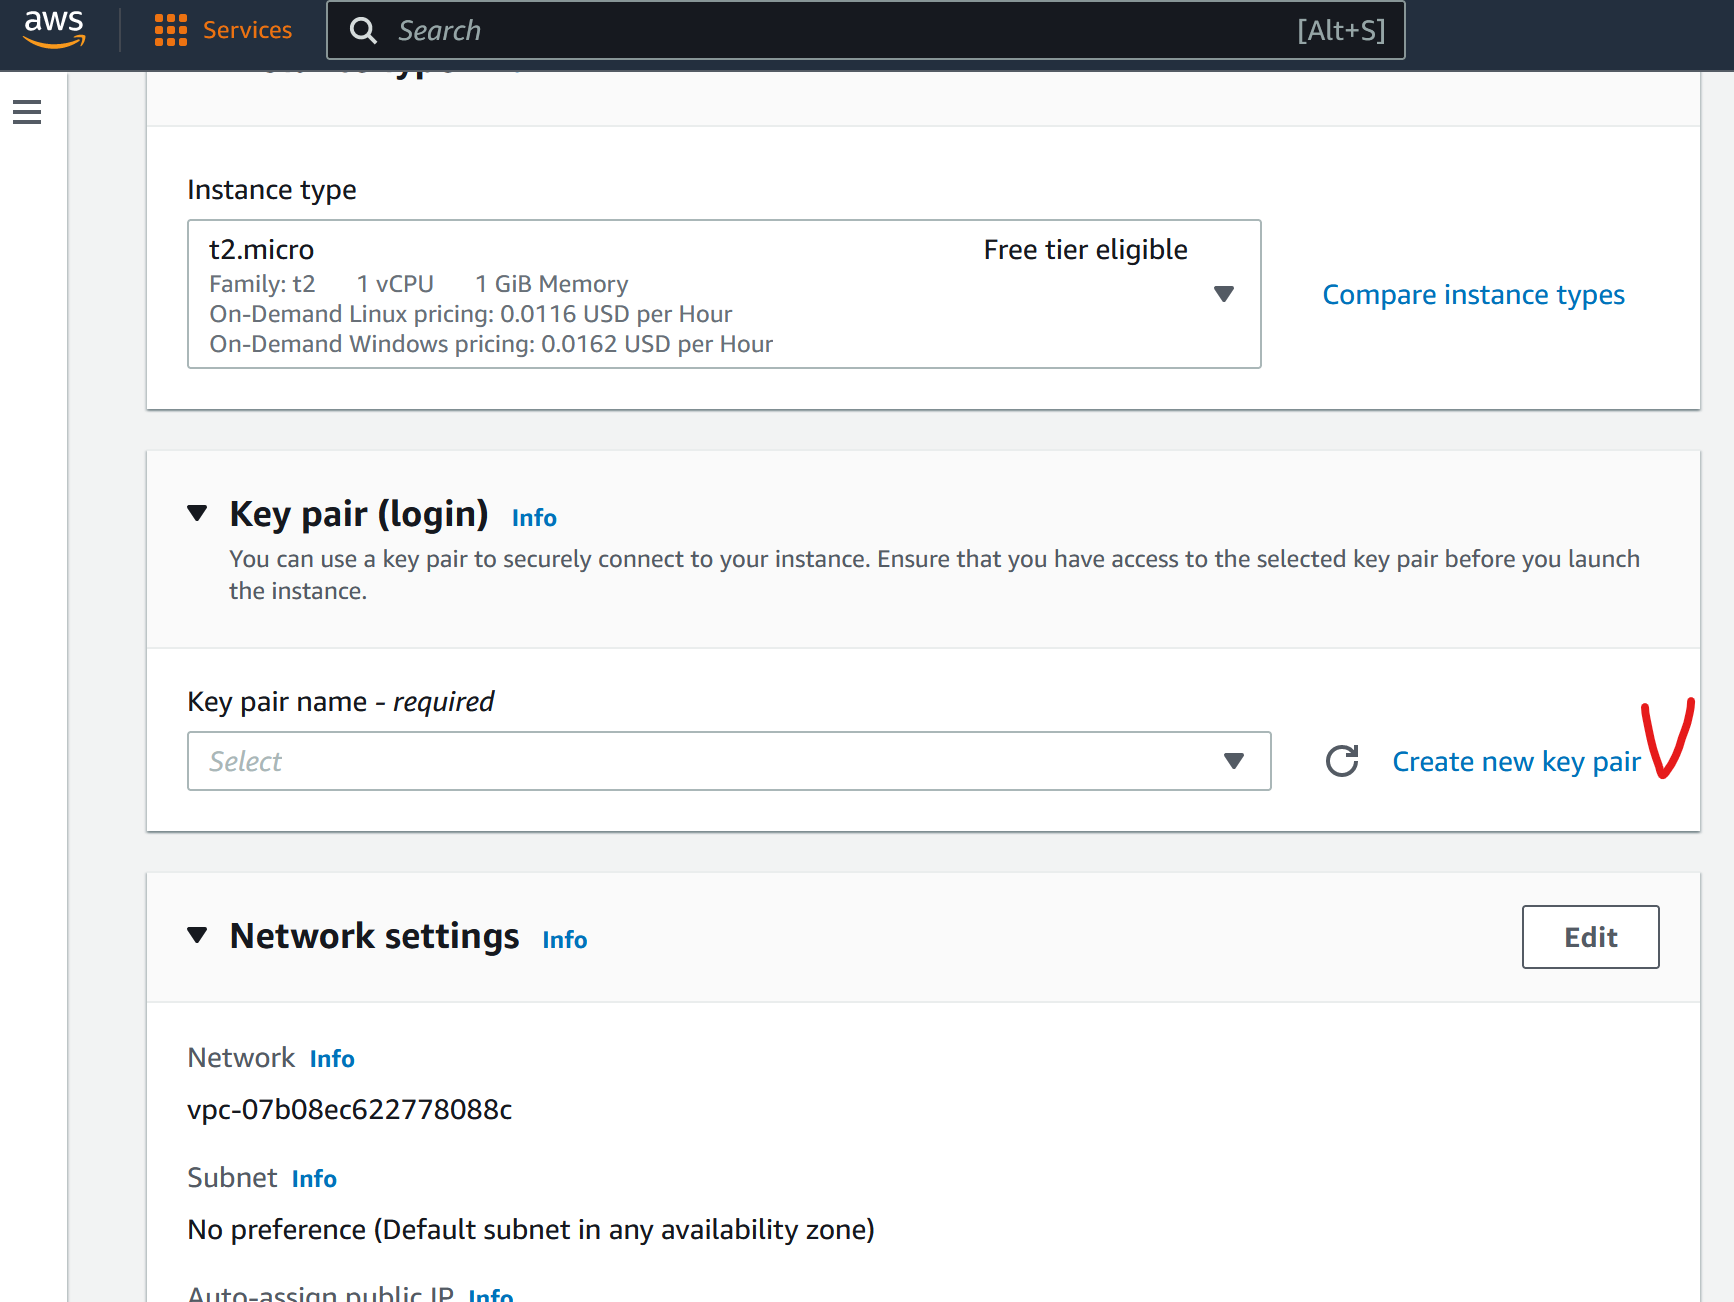 aws Services Search [Alt+S]
Instance type
t2.micro Free tier eligible
Family: t2 1 vCPU 1 GiB Memory
On-Demand Linux pricing: 0.0116 USD per Hour
On-Demand Windows pricing: 0.0162 USD per Hour
Compare instance types
Key pair (login) Info
You can use a key pair to securely connect to your instance. Ensure that you have access to the selected key pair before you launch
the instance.
Key pair name - required
Select
Create new key pair
Network settings Info
Edit
Network Info
vpc-07b08ec622778088c
Subnet Info
No preference (Default subnet in any availability zone)
Auto-assign public IP Info